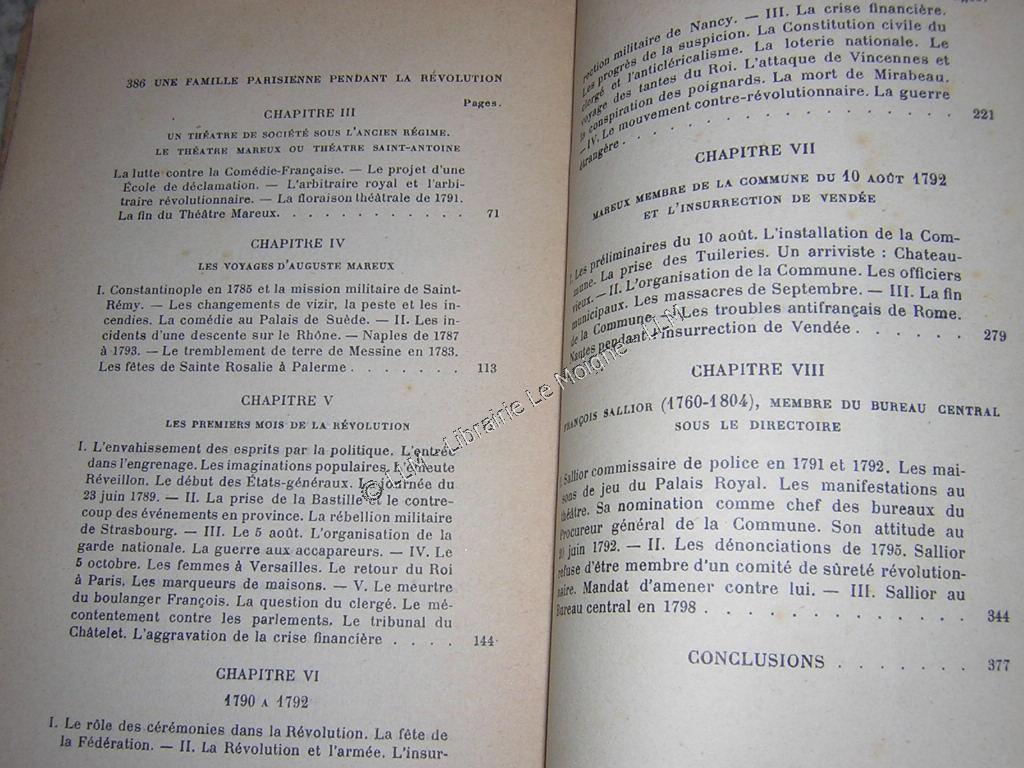 386 UNE FAMILLE PARISIENNE PENDANT LA RÉVOLUTION
Pages.
CHAPITRE III
UN THÉATRE DE SOCIÉTÉ SOUS L'ANCIEN RÉGIME.
LE THÉATRE MAREUX OU THÉATRE SAINT-ANTOINE
La lutte contre la Comédie-Française. — Le projet d'une
École de déclamation. — L'arbitraire royal et l'arbi-
traire révolutionnaire. — La floraison théâtrale de 1791.
La fin du Théâtre Mareux. . . . . . . . . . . . 71
CHAPITRE IV
LES VOYAGES D'AUGUSTE MAREUX
I. Constantinople en 1785 et la mission militaire de Saint-
Rémy. — Les changements de vizir, la peste et les in-
cendies. La comédie au Palais de Suède. — II. Les in-
cidents d'une descente sur le Rhône. — Naples de 1787
à 1793. — Le tremblement de terre de Messine en 1783.
Les fêtes de Sainte Rosalie à Palerme . . . . . . . 113
CHAPITRE V
LES PREMIERS MOIS DE LA RÉVOLUTION
I. L'envahissement des esprits par la politique. L'entrée
dans l'engrenage. Les imaginations populaires. L'émeute
Réveillon. Le début des États-généraux. La journée du
23 juin 1789. — II. La prise de la Bastille et le contre-
coup des événements en province. La rébellion militaire
de Strasbourg. — III. Le 5 août. L'organisation de la
garde nationale. La guerre aux accapareurs. — IV. Le
5 octobre. Les femmes à Versailles. Le retour du Roi
à Paris. Les marqueurs de maisons. — V. Le meurtre
du boulanger François. La question du clergé. Le mé-
contentement contre les parlements. Le tribunal du
Châtelet. L'aggravation de la crise financière . . . . 144
CHAPITRE VI
1790 A 1792
I. Le rôle des cérémonies dans la Révolution. La fête de
la Fédération. — II. La Révolution et l'armée. L'insur-
rection militaire de Nancy. — III. La crise financière.
Les progrès de la suspicion. La Constitution civile du
clergé et l'anticléricalisme. La loterie nationale. Le
voyage des tantes du Roi. L'attaque de Vincennes et
la conspiration des poignards. La mort de Mirabeau.
— IV. Le mouvement contre-révolutionnaire. La guerre
étrangère . . . . . . . . . . . . . . . . 221
CHAPITRE VII
MAREUX MEMBRE DE LA COMMUNE DU 10 AOUT 1792
ET L'INSURRECTION DE VENDÉE
I. Les préliminaires du 10 août. L'installation de la Com-
mune. La prise des Tuileries. Un arriviste : Chateau-
vieux. — II. L'organisation de la Commune. Les officiers
municipaux. Les massacres de Septembre. — III. La fin
de la Commune. Les troubles antifrançais de Rome.
Nantes pendant l'insurrection de Vendée . . . . . . 279
CHAPITRE VIII
FRANÇOIS SALLIOR (1760-1804), MEMBRE DU BUREAU CENTRAL
SOUS LE DIRECTOIRE
Sallior commissaire de police en 1791 et 1792. Les mai-
sons de jeu du Palais Royal. Les manifestations au
théâtre. Sa nomination comme chef des bureaux du
Procureur général de la Commune. Son attitude au
20 juin 1792. — II. Les dénonciations de 1795. Sallior
refuse d'être membre d'un comité de sûreté révolution-
naire. Mandat d'amener contre lui. — III. Sallior au
Bureau central en 1798 . . . . . . . . . . . 344
CONCLUSIONS . . . . . . . 377
© LLM - Librairie Le Moigne - LLM